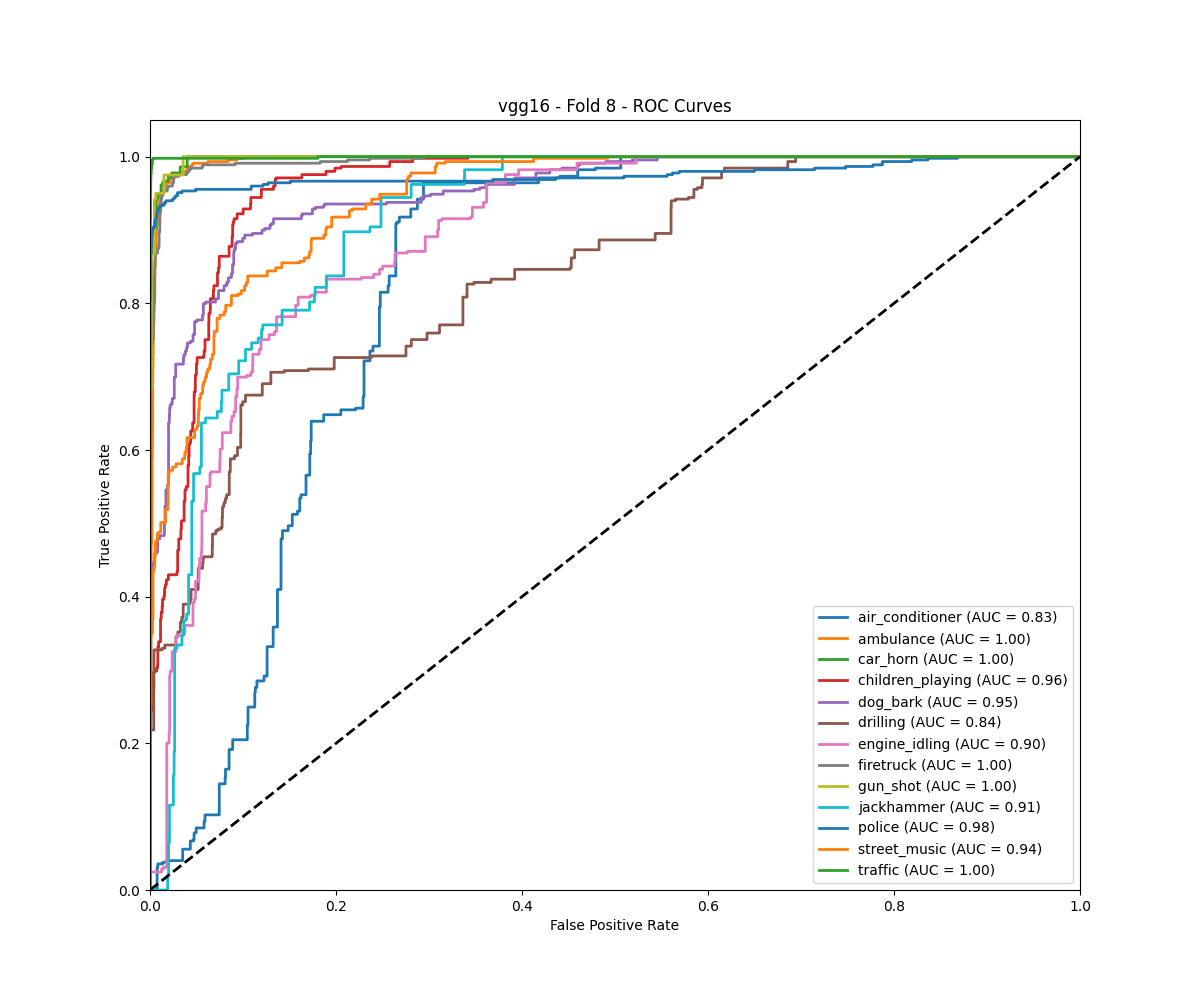 vgg16 - Fold 8 - ROC Curves
True Positive Rate
1.0
0.8
0.6
0.4
0.2
0.0
air_conditioner (AUC = 0.83)
ambulance (AUC = 1.00)
car_horn (AUC = 1.00)
children_playing (AUC = 0.96)
dog_bark (AUC = 0.95)
drilling (AUC = 0.84)
engine_idling (AUC = 0.90)
firetruck (AUC = 1.00)
gun_shot (AUC = 1.00)
jackhammer (AUC = 0.91)
police (AUC = 0.98)
street_music (AUC = 0.94)
traffic (AUC = 1.00)
0.0 0.2 0.4 0.6 0.8 1.0
False Positive Rate